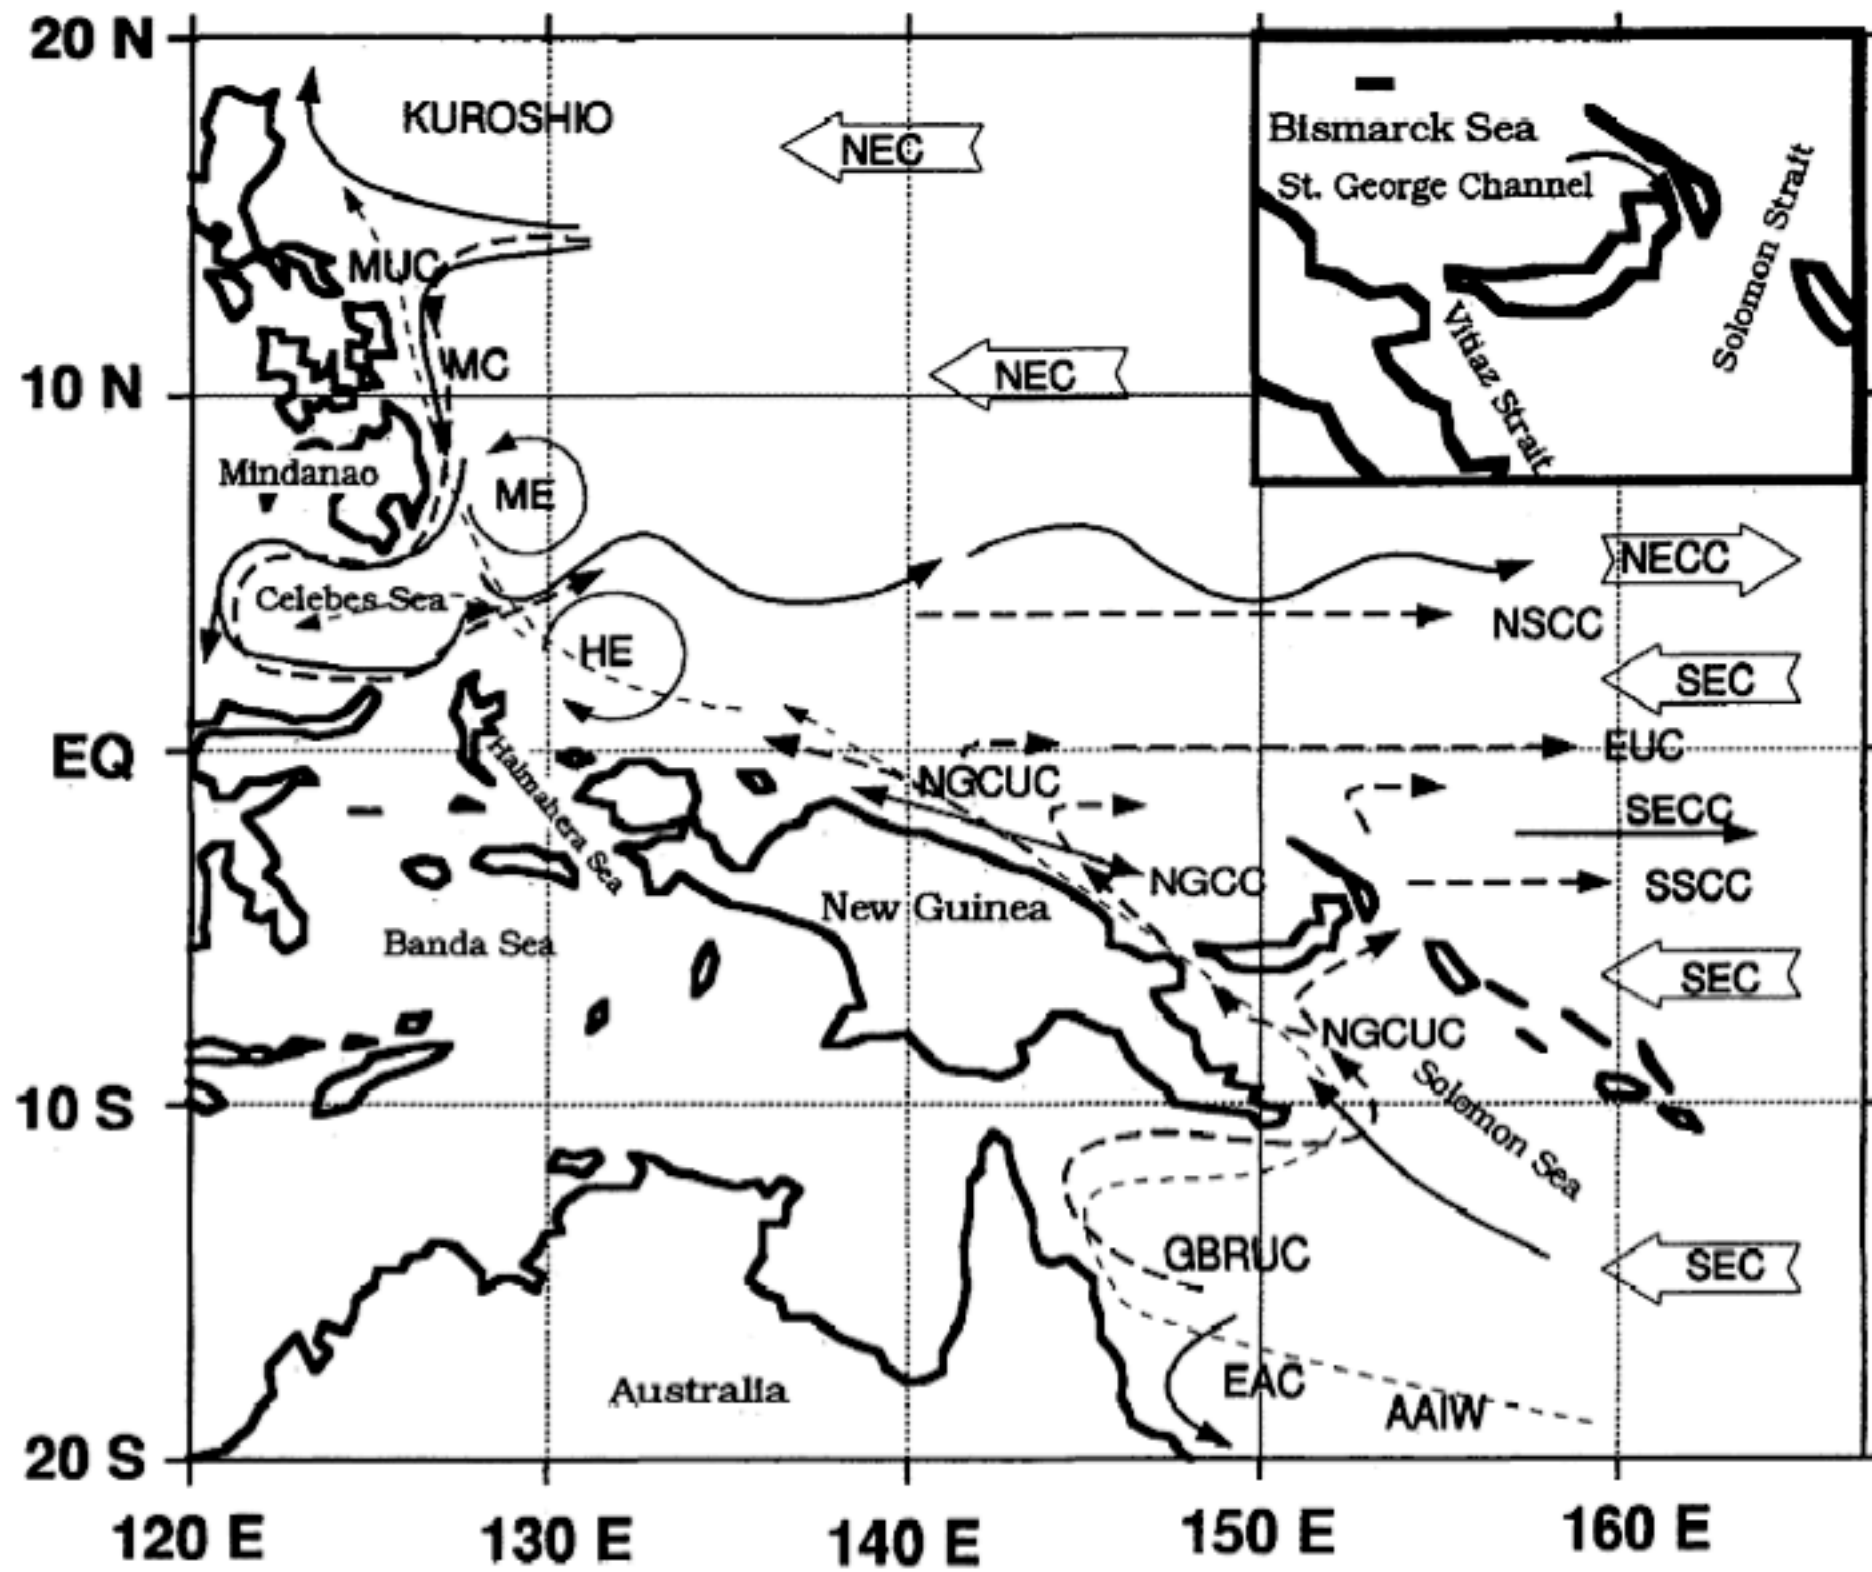 20 N
KUROSHIO
NEC
Bismarck Sea
St. George Channel
Solomon Strait
Vitiaz Strait
MUC
MC
NEC
10 N
Mindanao
ME
NECC
Celebes Sea
NSCC
HE
SEC
EQ
Halmahera Sea
NGCUC
EUC
SECC
NGCC
SSCC
New Guinea
Banda Sea
SEC
NGCUC
Solomon Sea
10 S
GBRUC
SEC
EAC
Australia
AAIW
20 S
120 E
130 E
140 E
150 E
160 E